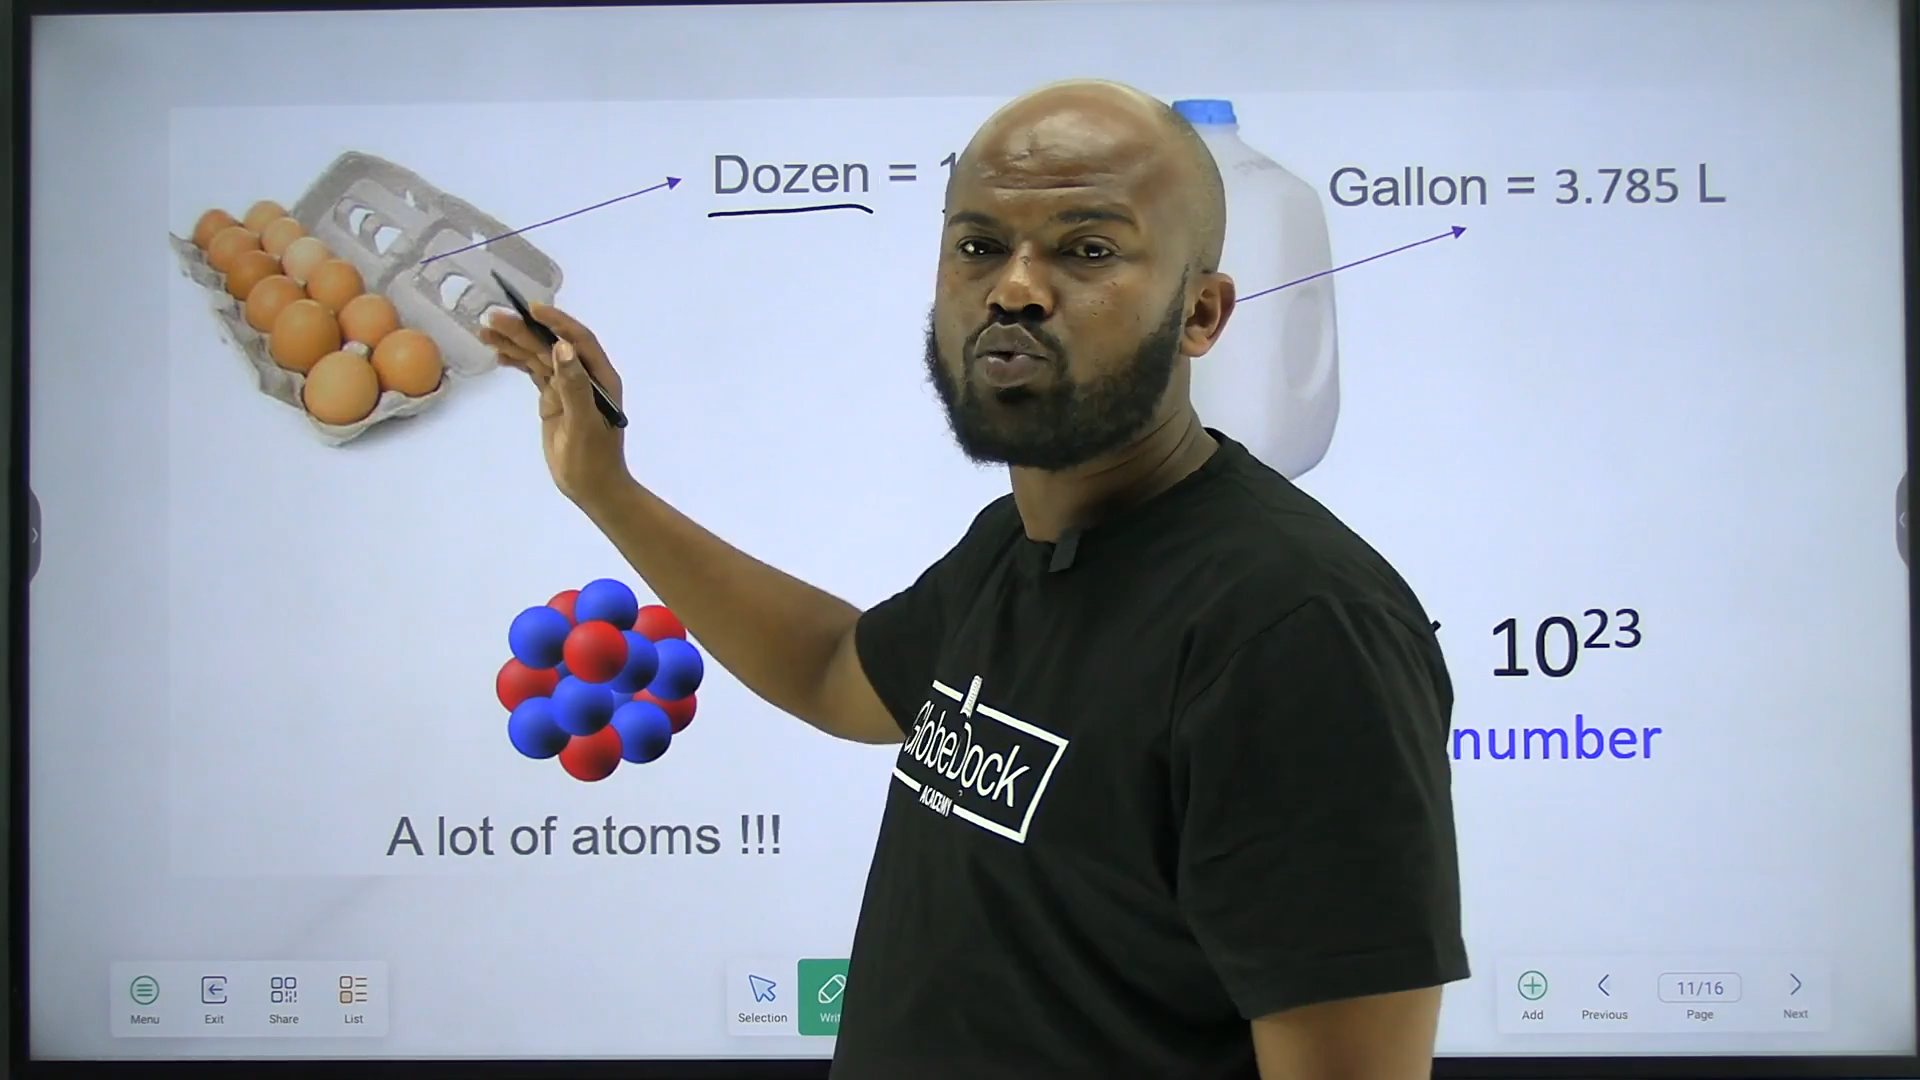 Dozen = 1
Gallon = 3.785 L
10²³
number
A lot of atoms !!!
GlobeDock
ACADEMY
Menu
Exit
Share
List
Selection
Writ
Add
Previous
11/16
Page
Next